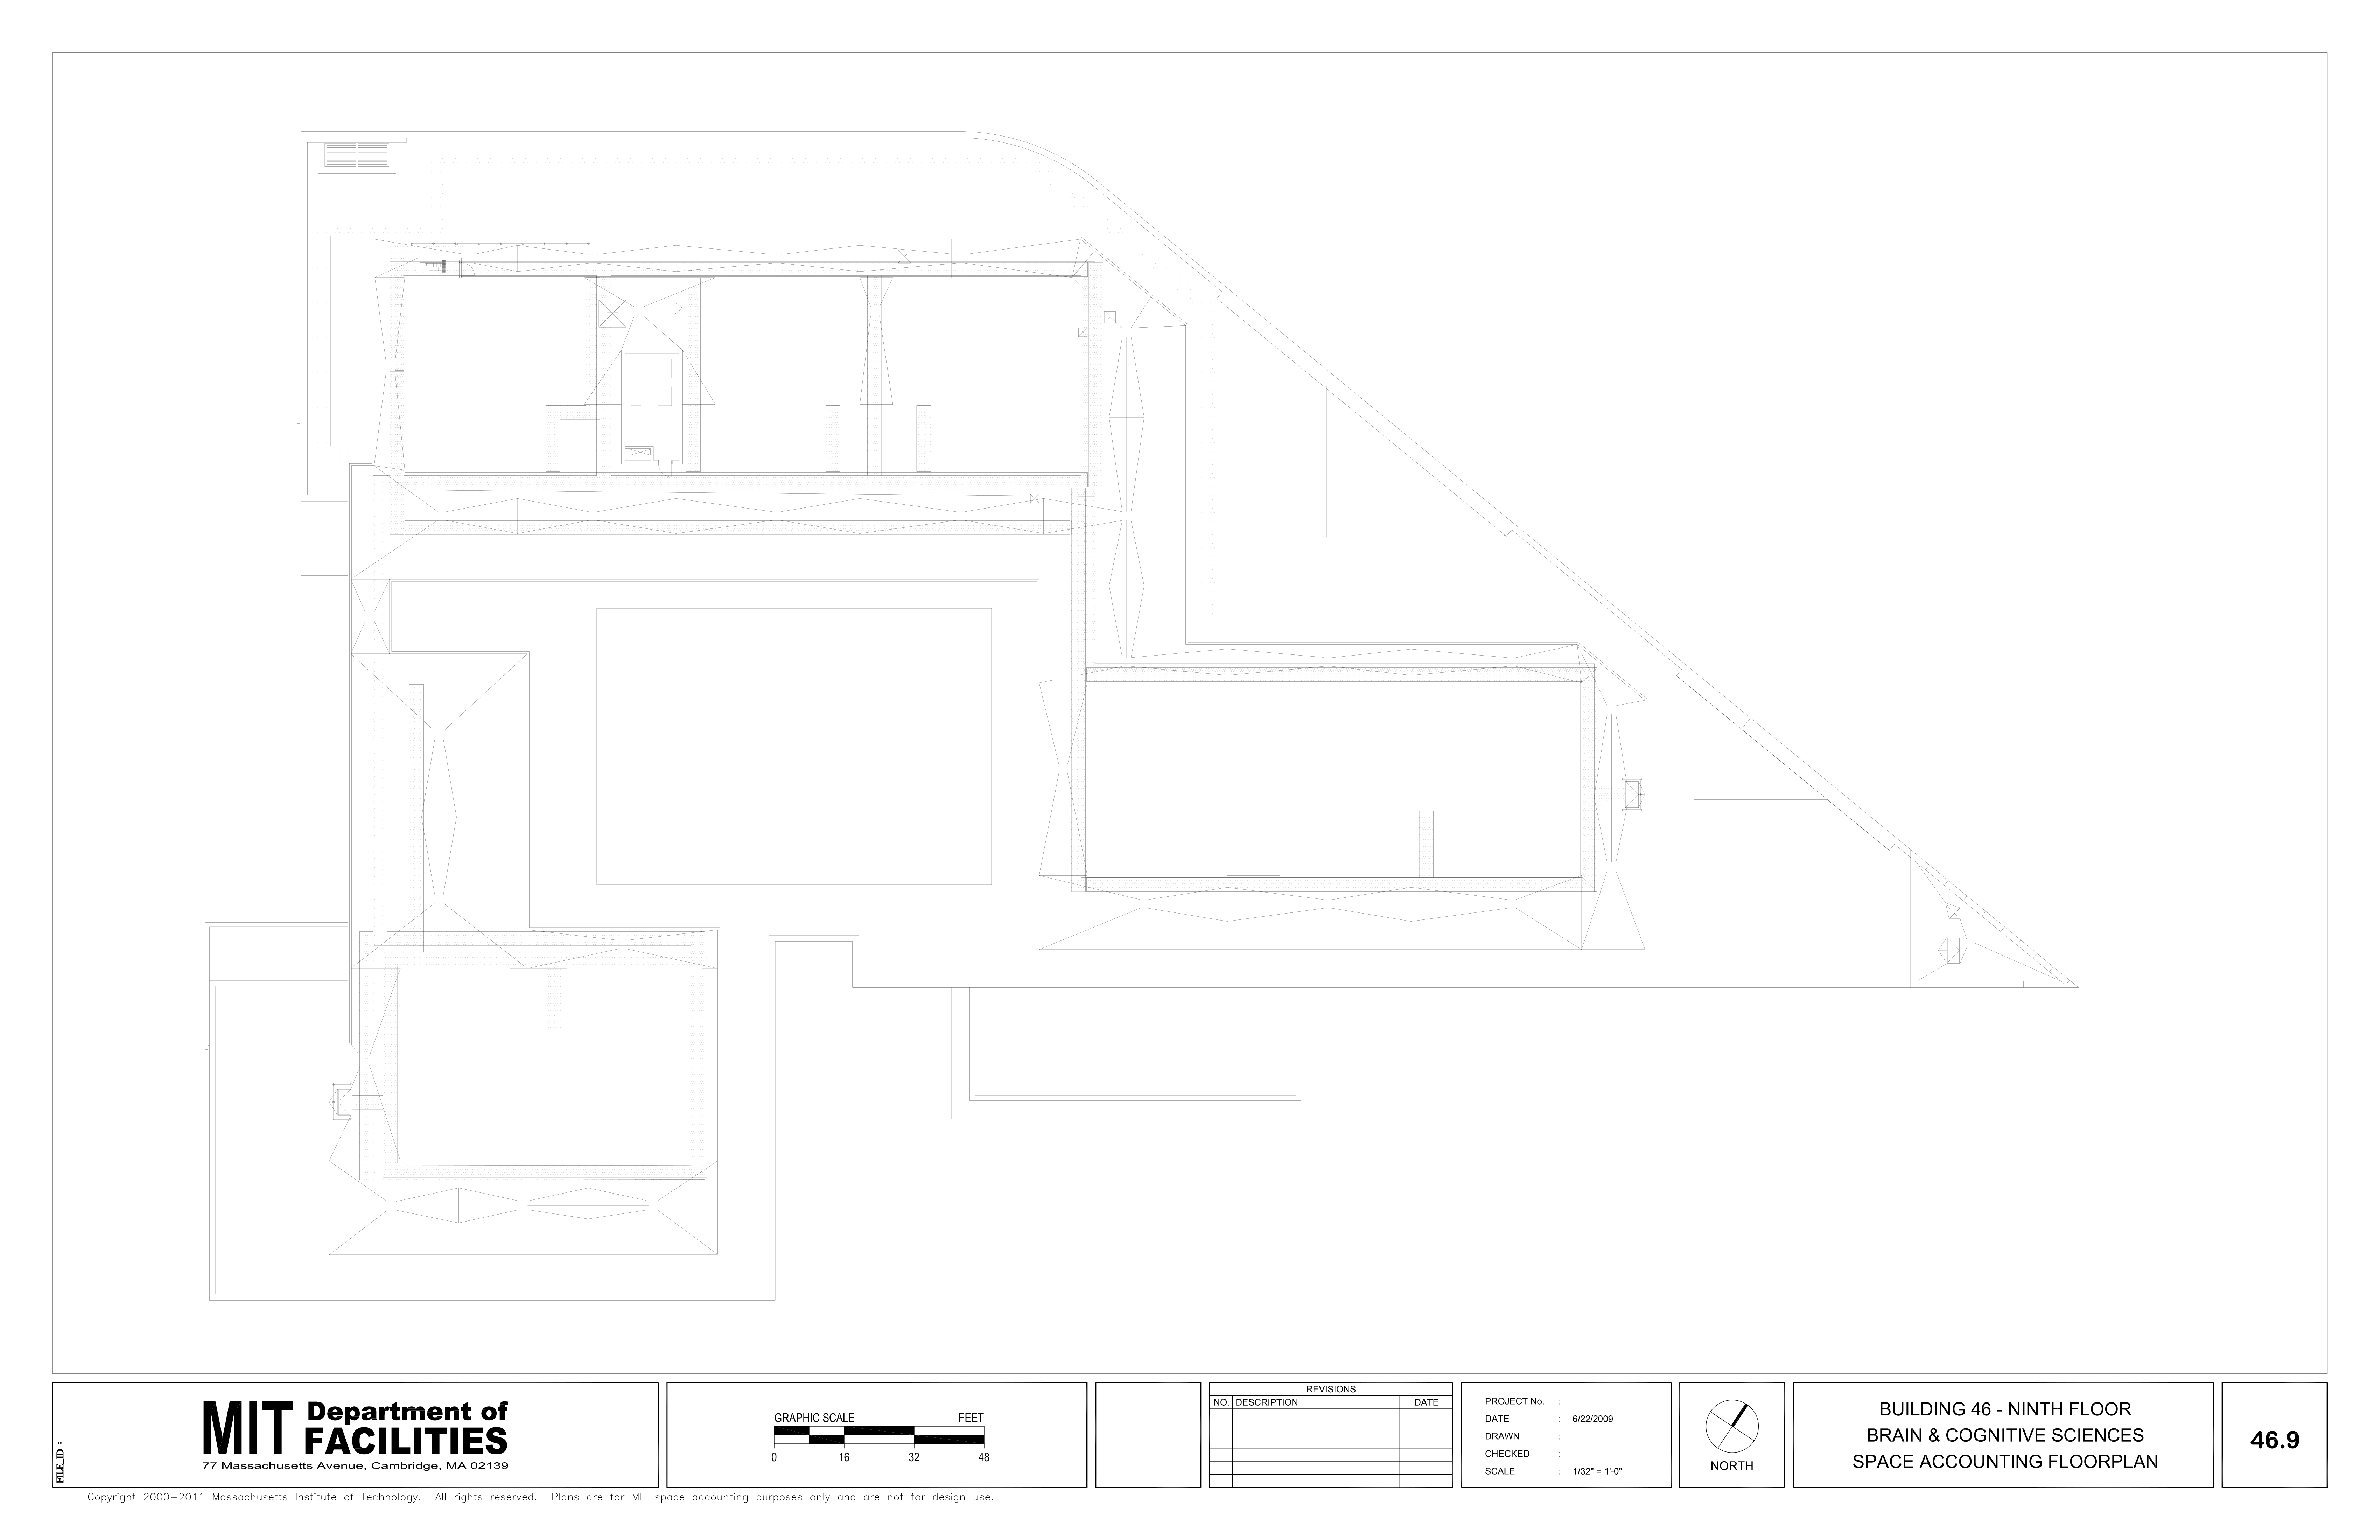 MIT Department of
FACILITIES
77 Massachusetts Avenue, Cambridge, MA 02139
FILE_ID :
GRAPHIC SCALE FEET
0 16 32 48
REVISIONS
NO. DESCRIPTION DATE
PROJECT No. :
DATE : 6/22/2009
DRAWN :
CHECKED :
SCALE : 1/32" = 1'-0"
NORTH
BUILDING 46 - NINTH FLOOR
BRAIN & COGNITIVE SCIENCES
SPACE ACCOUNTING FLOORPLAN
46.9
Copyright 2000-2011 Massachusetts Institute of Technology. All rights reserved. Plans are for MIT space accounting purposes only and are not for design use.